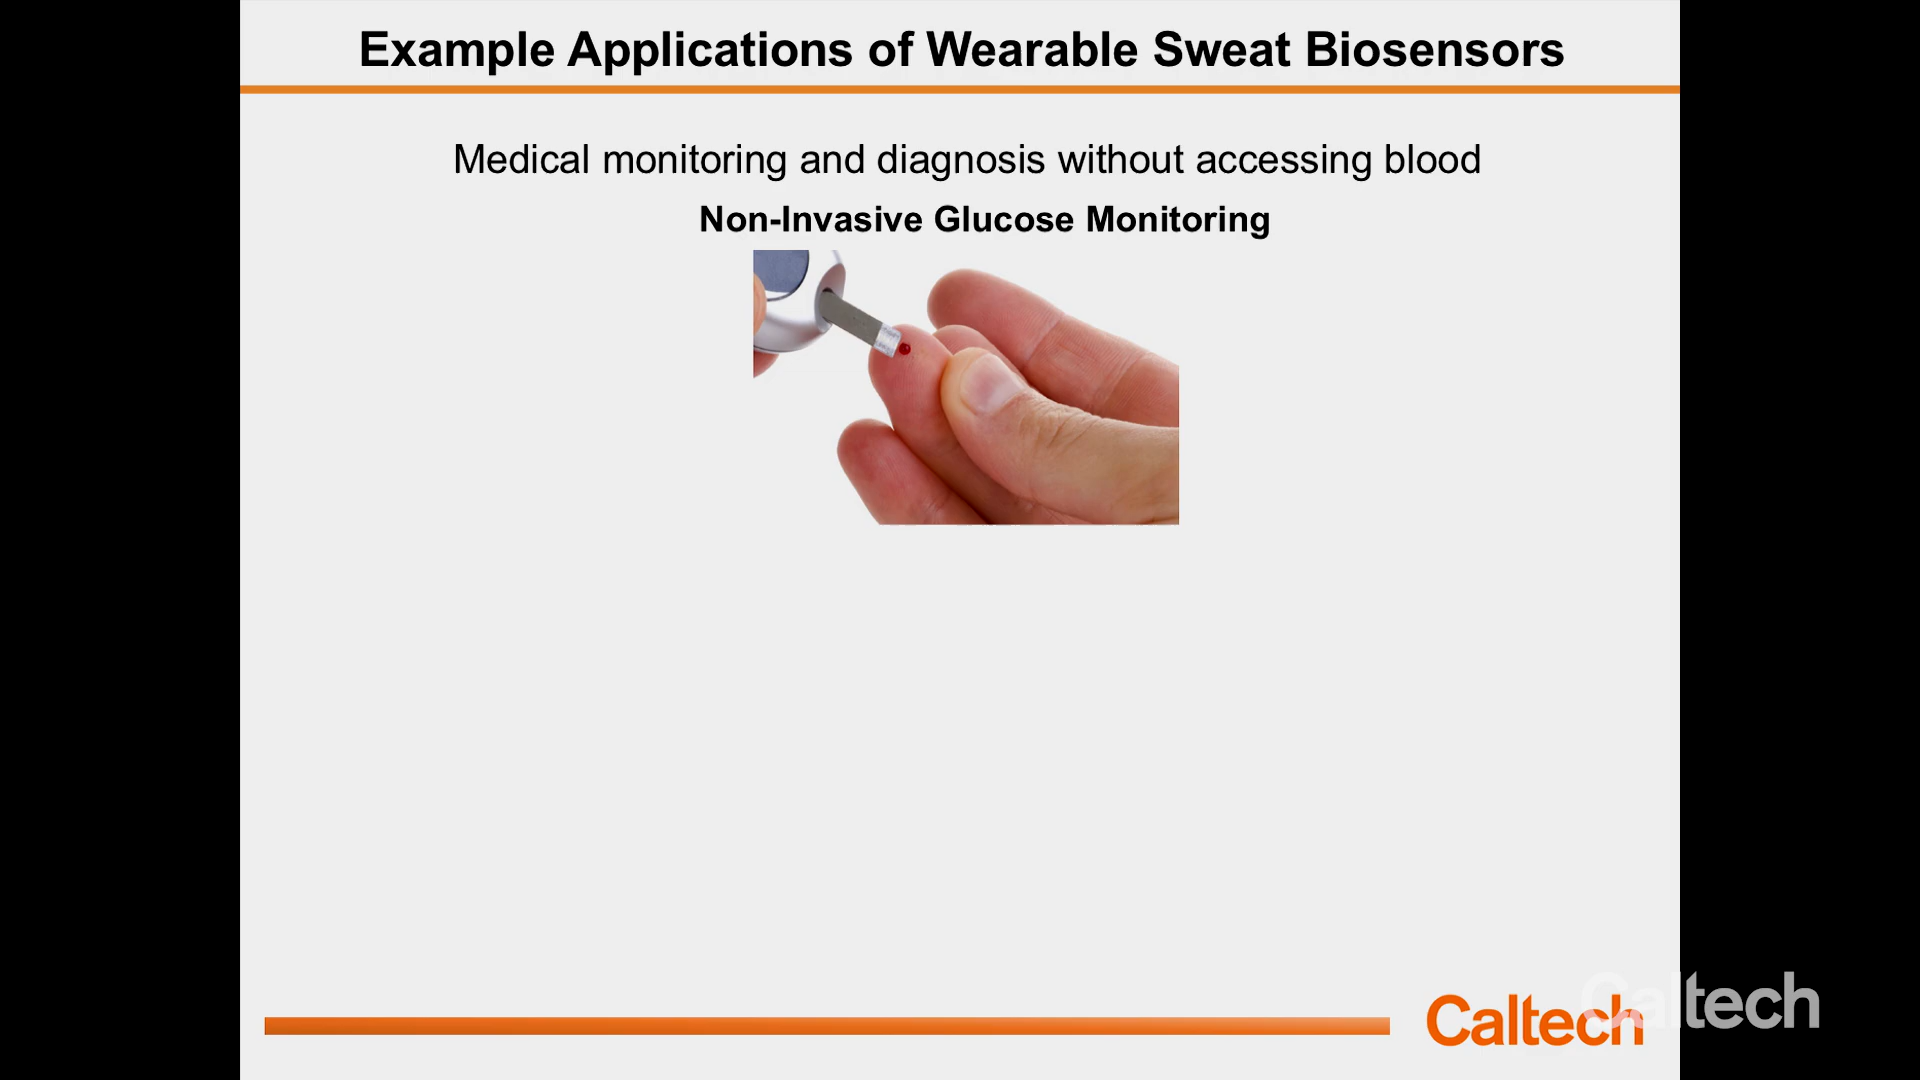 Example Applications of Wearable Sweat Biosensors
Medical monitoring and diagnosis without accessing blood
Non-Invasive Glucose Monitoring
Caltech
Caltech